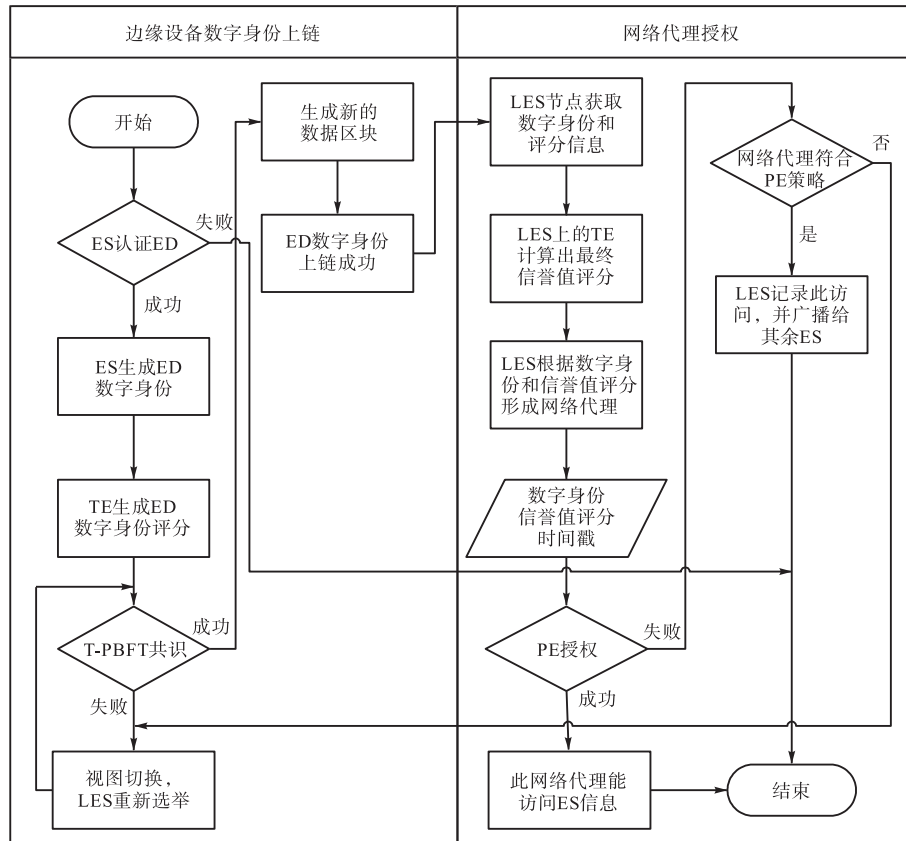 边缘设备数字身份上链
网络代理授权
开始
ES认证ED
失败
成功
ES生成ED
数字身份
TE生成ED
数字身份评分
T-PBFT共识
成功
失败
视图切换，
LES重新选举
生成新的
数据区块
ED数字身份
上链成功
LES节点获取
数字身份和
评分信息
LES上的TE
计算出最终
信誉值评分
LES根据数字身
份和信誉值评分
形成网络代理
数字身份
信誉值评分
时间戳
PE授权
失败
成功
此网络代理能
访问ES信息
网络代理符合
PE策略
否
是
LES记录此访
问，并广播给
其余ES
结束